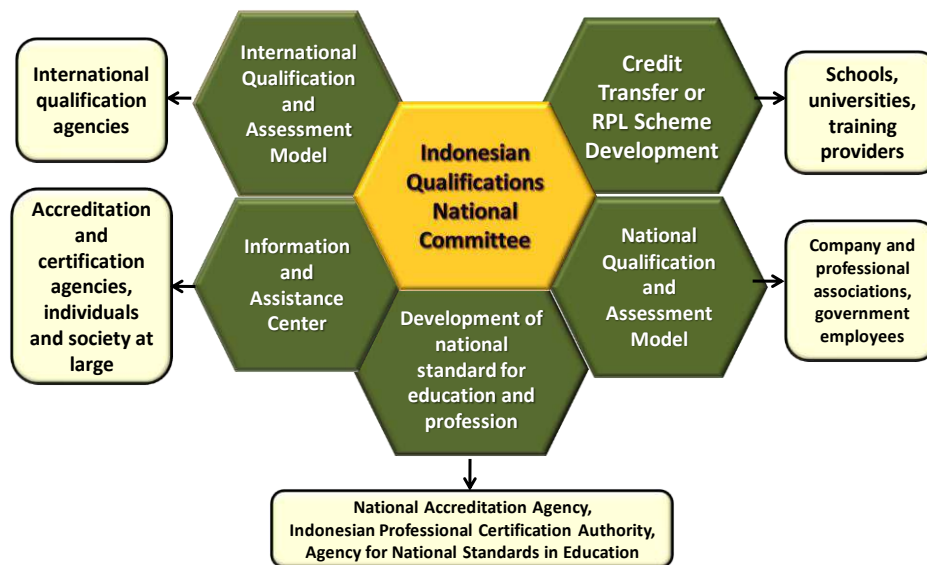 International
qualification
agencies
International
Qualification
and
Assessment
Model
Credit
Transfer or
RPL Scheme
Development
Schools,
universities,
training
providers
Indonesian
Qualifications
National
Committee
Accreditation
and
certification
agencies,
individuals
and society at
large
Information
and
Assistance
Center
National
Qualification
and
Assessment
Model
Company and
professional
associations,
government
employees
Development of
national
standard for
education and
profession
National Accreditation Agency,
Indonesian Professional Certification Authority,
Agency for National Standards in Education